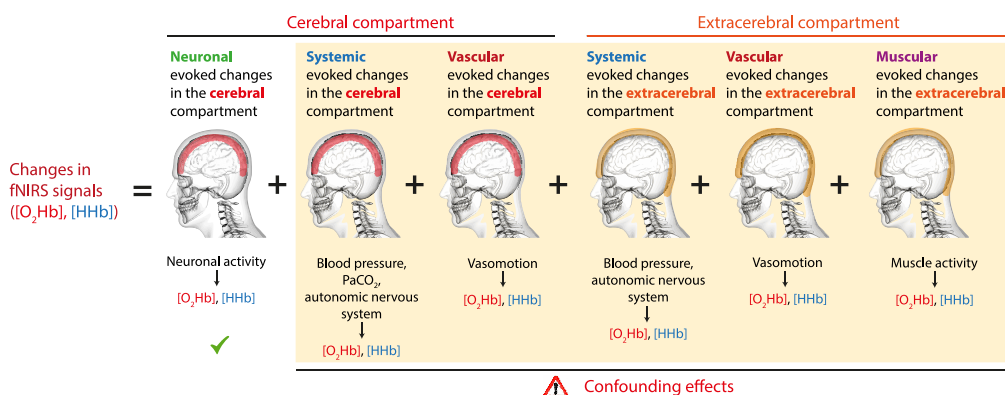 Cerebral compartment
Extracerebral compartment
Neuronal
evoked changes
in the cerebral
compartment
Systemic
evoked changes
in the cerebral
compartment
Vascular
evoked changes
in the cerebral
compartment
Systemic
evoked changes
in the extracerebral
compartment
Vascular
evoked changes
in the extracerebral
compartment
Muscular
evoked changes
in the extracerebral
compartment
Changes in
fNIRS signals
([O₂Hb], [HHb])
=
+
+
+
+
+
Neuronal activity
[O₂Hb], [HHb]
Blood pressure,
PaCO₂,
autonomic nervous
system
[O₂Hb], [HHb]
Vasomotion
[O₂Hb], [HHb]
Blood pressure,
autonomic nervous
system
[O₂Hb], [HHb]
Vasomotion
[O₂Hb], [HHb]
Muscle activity
[O₂Hb], [HHb]
Confounding effects